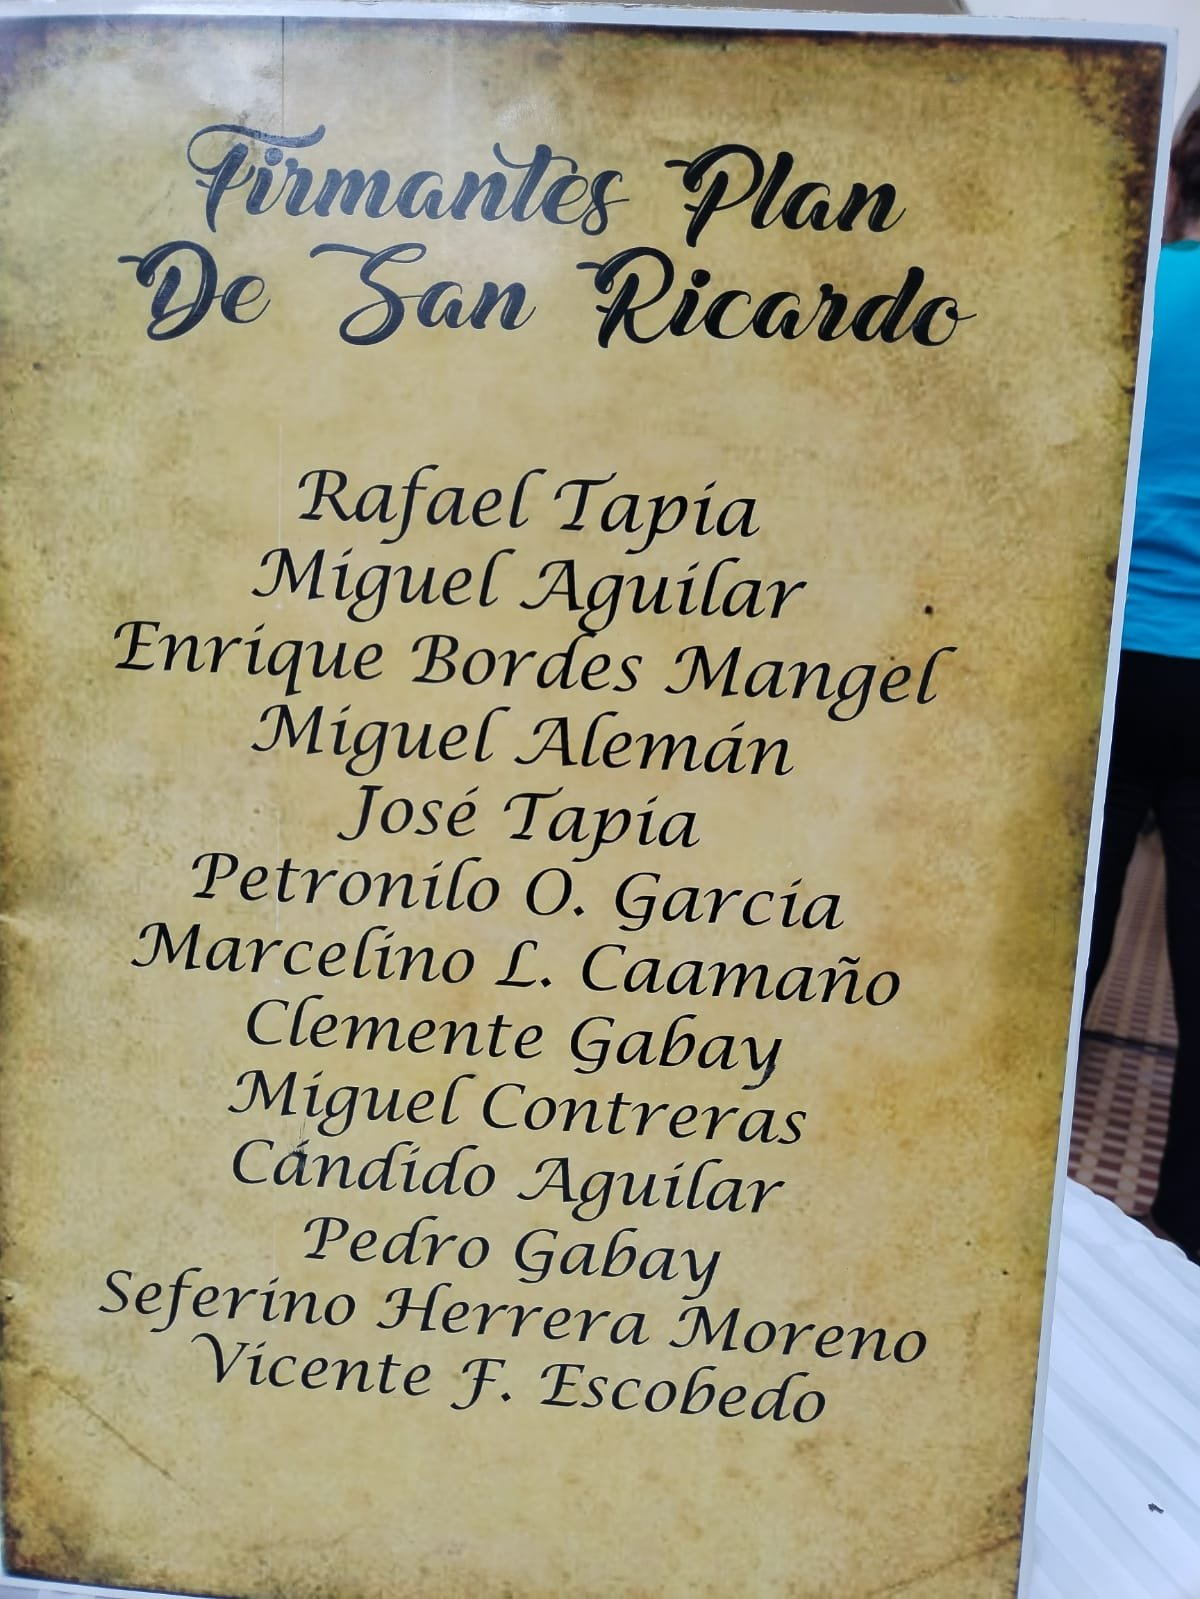 Firmantes Plan
De San Ricardo
Rafael Tapia
Miguel Aguilar
Enrique Bordes Mangel
Miguel Alemán
José Tapia
Petronilo O. García
Marcelino L. Caamaño
Clemente Gabay
Miguel Contreras
Cándido Aguilar
Pedro Gabay
Seferino Herrera Moreno
Vicente F. Escobedo